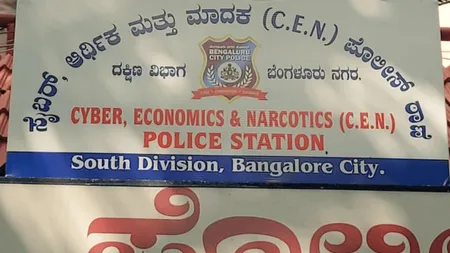 ಸೈಬರ್, ಆರ್ಥಿಕ ಮತ್ತು ಮಾದಕ (C.E.N.) ಪೊಲೀಸ್ ಠಾಣೆ
BENGALURU
CITY POLICE
ದಕ್ಷಿಣ ವಿಭಾಗ ಬೆಂಗಳೂರು ನಗರ.
CYBER, ECONOMICS & NARCOTICS (C.E.N.)
POLICE STATION,
South Division, Bangalore City.